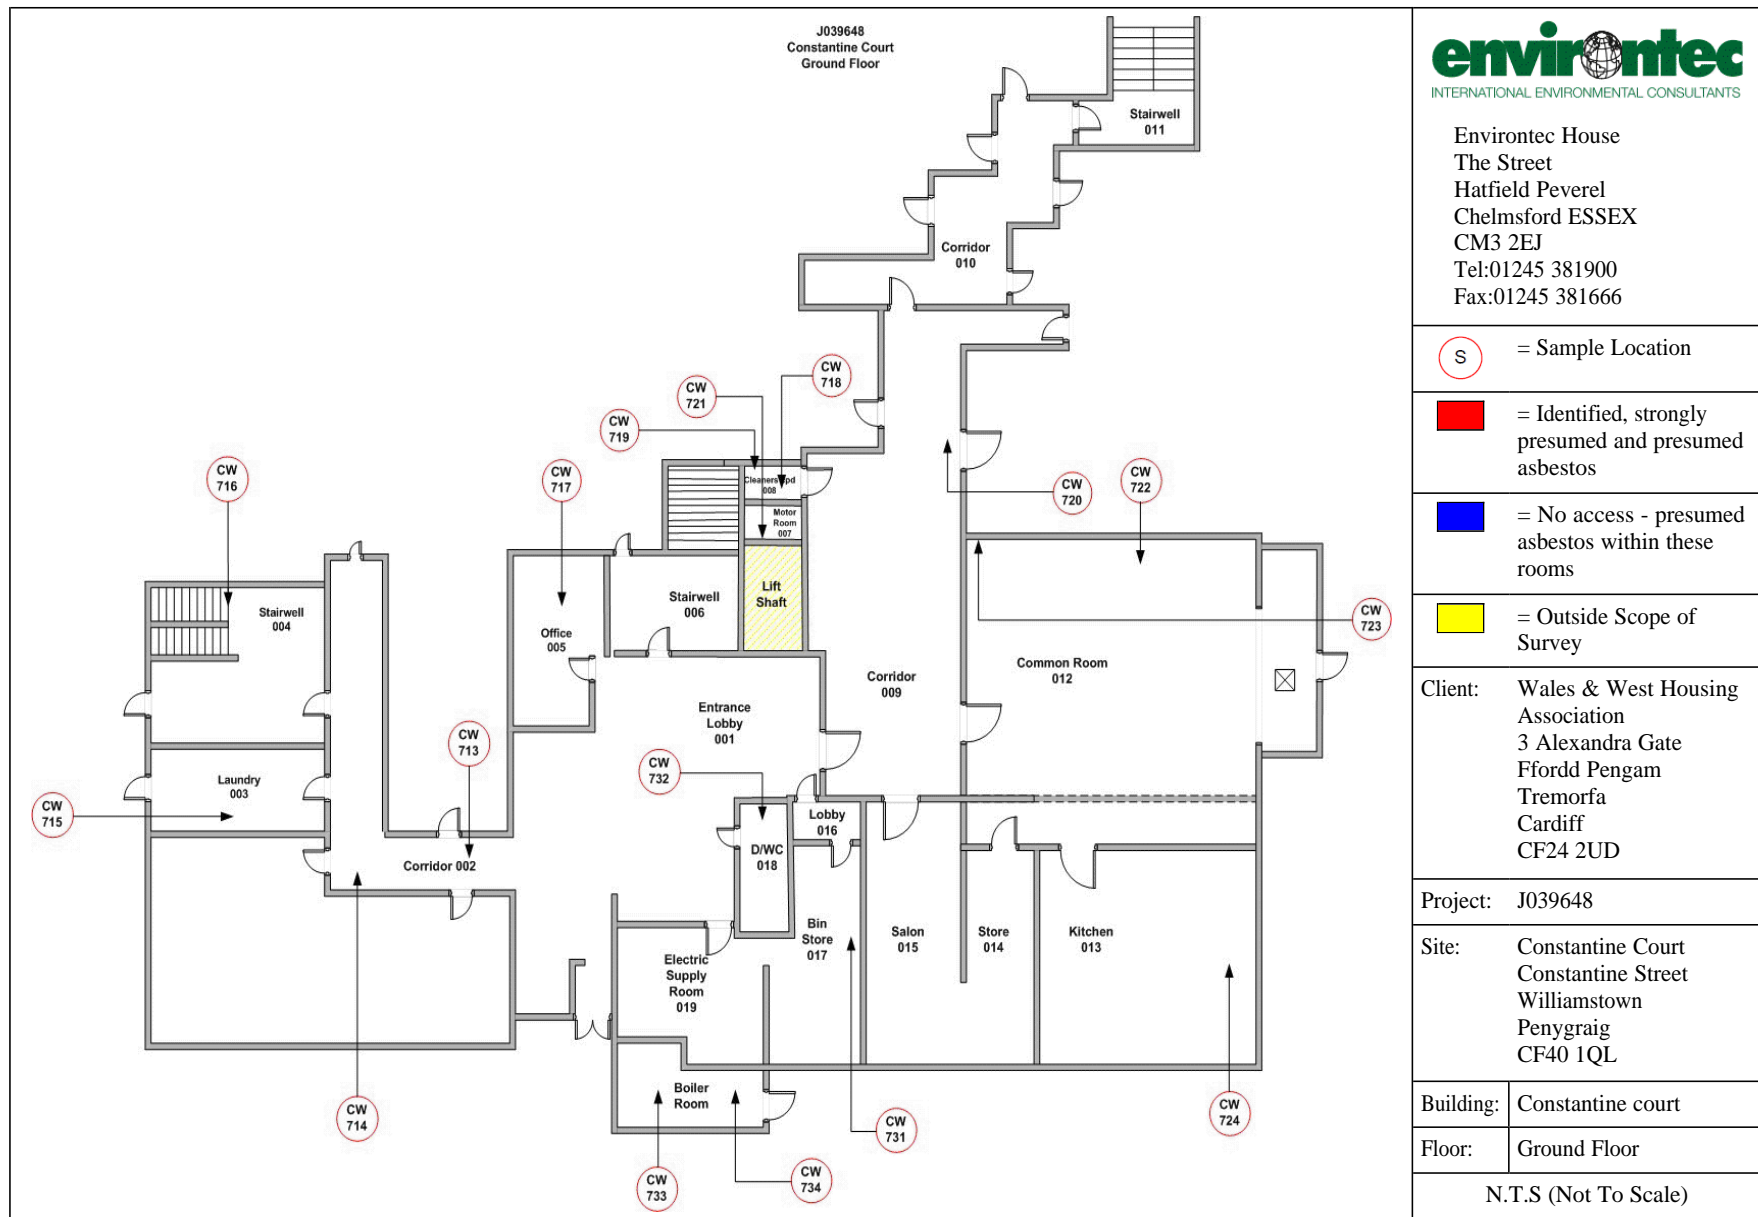 J039648
Constantine Court
Ground Floor
Stairwell
011
Corridor
010
CW
718
CW
721
CW
719
CW
716
CW
717
Cleaners Cpd
008
Motor
Room
007
CW
720
CW
722
Stairwell
004
Stairwell
006
Lift
Shaft
Office
005
CW
723
Common Room
012
Corridor
009
Entrance
Lobby
001
CW
713
CW
732
Laundry
003
CW
715
Lobby
016
D/WC
018
Corridor 002
Bin
Store
017
Salon
015
Store
014
Kitchen
013
Electric
Supply
Room
019
Boiler
Room
CW
714
CW
731
CW
724
CW
733
CW
734
environtec
INTERNATIONAL ENVIRONMENTAL CONSULTANTS
Environtec House
The Street
Hatfield Peverel
Chelmsford ESSEX
CM3 2EJ
Tel:01245 381900
Fax:01245 381666
S = Sample Location
= Identified, strongly
presumed and presumed
asbestos
= No access - presumed
asbestos within these
rooms
= Outside Scope of
Survey
Client: Wales & West Housing
Association
3 Alexandra Gate
Ffordd Pengam
Tremorfa
Cardiff
CF24 2UD
Project: J039648
Site: Constantine Court
Constantine Street
Williamstown
Penygraig
CF40 1QL
Building: Constantine court
Floor: Ground Floor
N.T.S (Not To Scale)